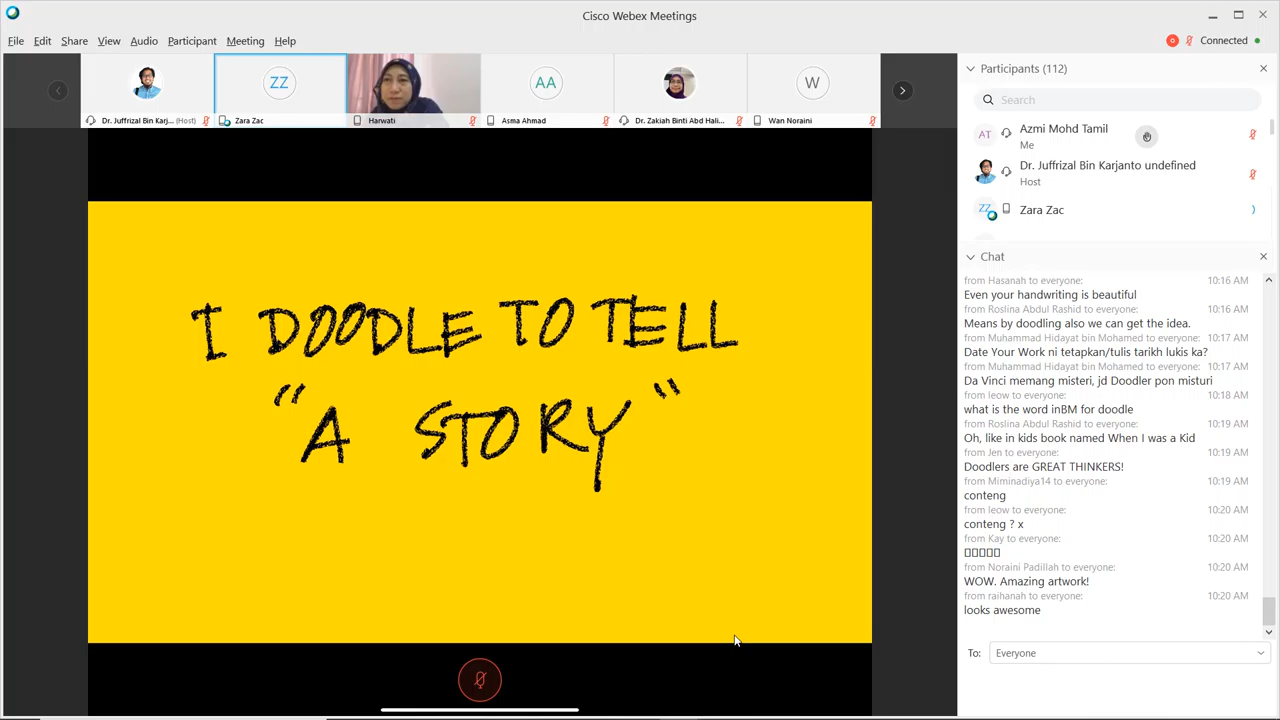 Cisco Webex Meetings
File Edit Share View Audio Participant Meeting Help
Connected
ZZ
AA
W
Dr. Juffrizal Bin Karj... (Host)
Zara Zac
Harwati
Asma Ahmad
Dr. Zakiah Binti Abd Hali...
Wan Noraini
I DOODLE TO TELL
"A STORY"
Participants (112)
Search
AT
Azmi Mohd Tamil
Me
Dr. Juffrizal Bin Karjanto undefined
Host
ZZ
Zara Zac
Chat
from Hasanah to everyone: 10:16 AM
Even your handwriting is beautiful
from Roslina Abdul Rashid to everyone: 10:16 AM
Means by doodling also we can get the idea.
from Muhammad Hidayat bin Mohamed to everyone: 10:17 AM
Date Your Work ni tetapkan/tulis tarikh lukis ka?
from Muhammad Hidayat bin Mohamed to everyone: 10:17 AM
Da Vinci memang misteri, jd Doodler pon misturi
from leow to everyone: 10:18 AM
what is the word inBM for doodle
from Roslina Abdul Rashid to everyone: 10:19 AM
Oh, like in kids book named When I was a Kid
from Jen to everyone: 10:19 AM
Doodlers are GREAT THINKERS!
from Miminadiya14 to everyone: 10:19 AM
conteng
from leow to everyone: 10:20 AM
conteng ? x
from Kay to everyone: 10:20 AM
from Noraini Padillah to everyone: 10:20 AM
WOW. Amazing artwork!
from raihanah to everyone: 10:20 AM
looks awesome
To: Everyone